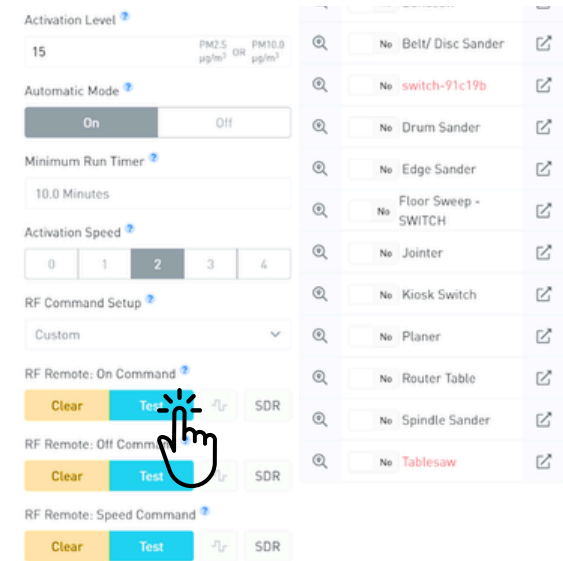 Activation Level ?
15 PM2.5 µg/m³ OR PM10.0 µg/m³
Automatic Mode ?
On Off
Minimum Run Timer ?
10.0 Minutes
Activation Speed ?
0 1 2 3 4
RF Command Setup ?
Custom
RF Remote: On Command ?
Clear Test SDR
RF Remote: Off Comman
Clear Test SDR
RF Remote: Speed Command ?
Clear Test SDR
No Belt/ Disc Sander
No switch-91c19b
No Drum Sander
No Edge Sander
No Floor Sweep -
SWITCH
No Jointer
No Kiosk Switch
No Planer
No Router Table
No Spindle Sander
No Tablesaw